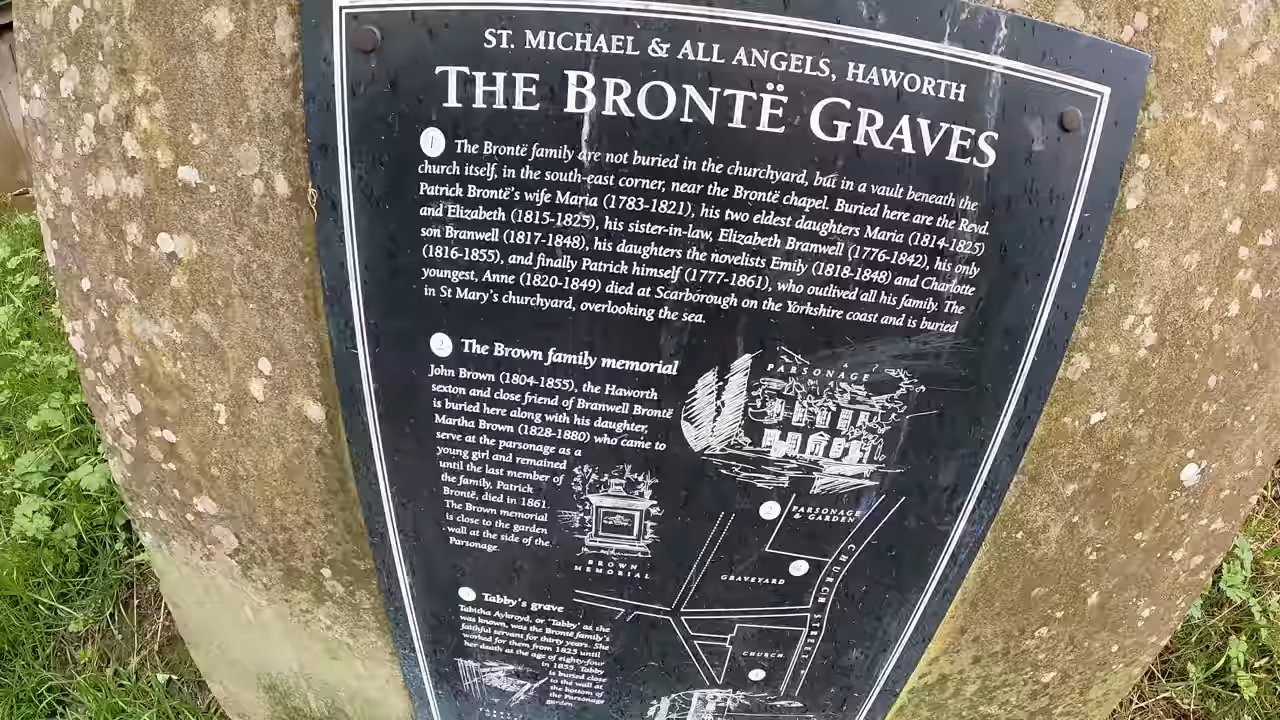 ST. MICHAEL & ALL ANGELS, HAWORTH
THE BRONTË GRAVES
1 The Brontë family are not buried in the churchyard, but in a vault beneath the
church itself, in the south-east corner, near the Brontë chapel. Buried here are the Revd.
Patrick Brontë's wife Maria (1783-1821), his two eldest daughters Maria (1814-1825)
and Elizabeth (1815-1825), his sister-in-law, Elizabeth Branwell (1776-1842), his only
son Branwell (1817-1848), his daughters the novelists Emily (1818-1848) and Charlotte
(1816-1855), and finally Patrick himself (1777-1861), who outlived all his family. The
youngest, Anne (1820-1849) died at Scarborough on the Yorkshire coast and is buried
in St Mary's churchyard, overlooking the sea.
2 The Brown family memorial
John Brown (1804-1855), the Haworth
sexton and close friend of Branwell Brontë
is buried here along with his daughter,
Martha Brown (1828-1880) who came to
serve at the parsonage as a
young girl and remained
until the last member of
the family, Patrick
Brontë, died in 1861.
The Brown memorial
is close to the garden
wall at the side of the
Parsonage.
BROWN
MEMORIAL
PARSONAGE
PARSONAGE
& GARDEN
GRAVEYARD
CHURCH STREET
CHURCH
Tabby's grave
Tabitha Aykroyd, or 'Tabby' as she
was known, was the Brontë family's
faithful servant for thirty years. She
worked for them from 1825 until
her death at the age of eighty-four
in 1855. Tabby
is buried close
to the wall at
the bottom of
the Parsonage
garden.